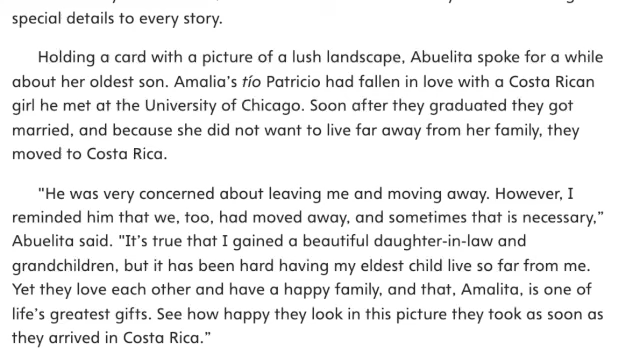 special details to every story.
Holding a card with a picture of a lush landscape, Abuelita spoke for a while
about her oldest son. Amalia's tío Patricio had fallen in love with a Costa Rican
girl he met at the University of Chicago. Soon after they graduated they got
married, and because she did not want to live far away from her family, they
moved to Costa Rica.
"He was very concerned about leaving me and moving away. However, I
reminded him that we, too, had moved away, and sometimes that is necessary,”
Abuelita said. "It's true that I gained a beautiful daughter-in-law and
grandchildren, but it has been hard having my eldest child live so far from me.
Yet they love each other and have a happy family, and that, Amalita, is one of
life's greatest gifts. See how happy they look in this picture they took as soon as
they arrived in Costa Rica.”